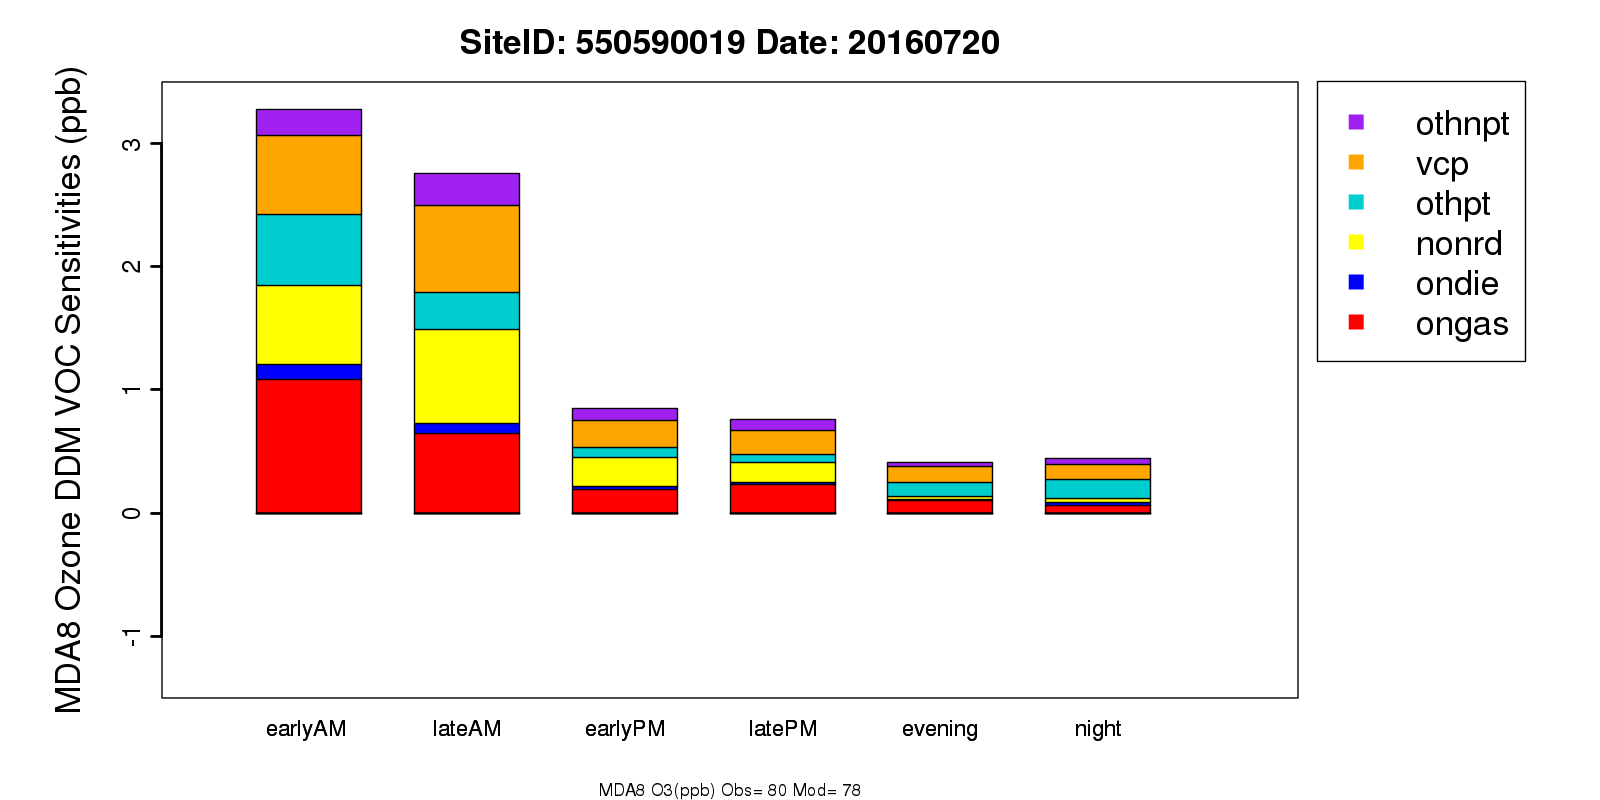 SiteID: 550590019 Date: 20160720
MDA8 Ozone DDM VOC Sensitivities (ppb)
3
2
1
0
-1
othnpt
vcp
othpt
nonrd
ondie
ongas
earlyAM lateAM earlyPM latePM evening night
MDA8 O3(ppb) Obs= 80 Mod= 78